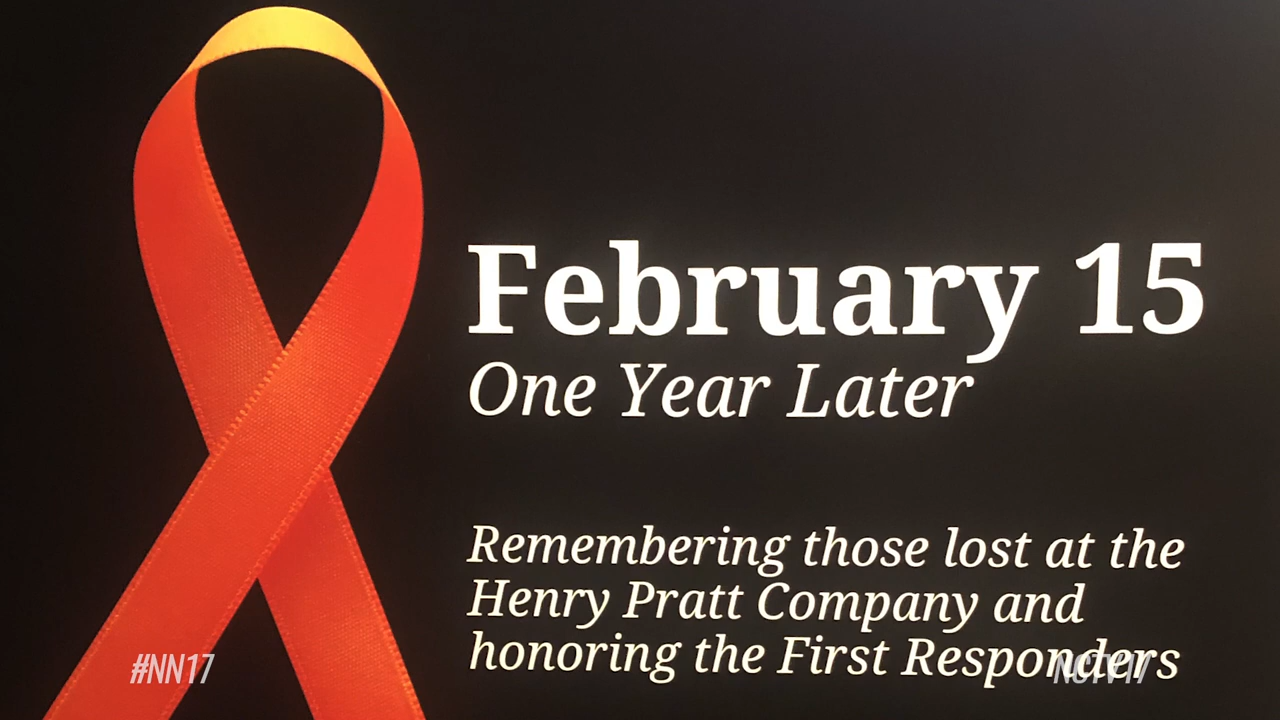 February 15
One Year Later
Remembering those lost at the
Henry Pratt Company and
honoring the First Responders
#NN17
NCTV17